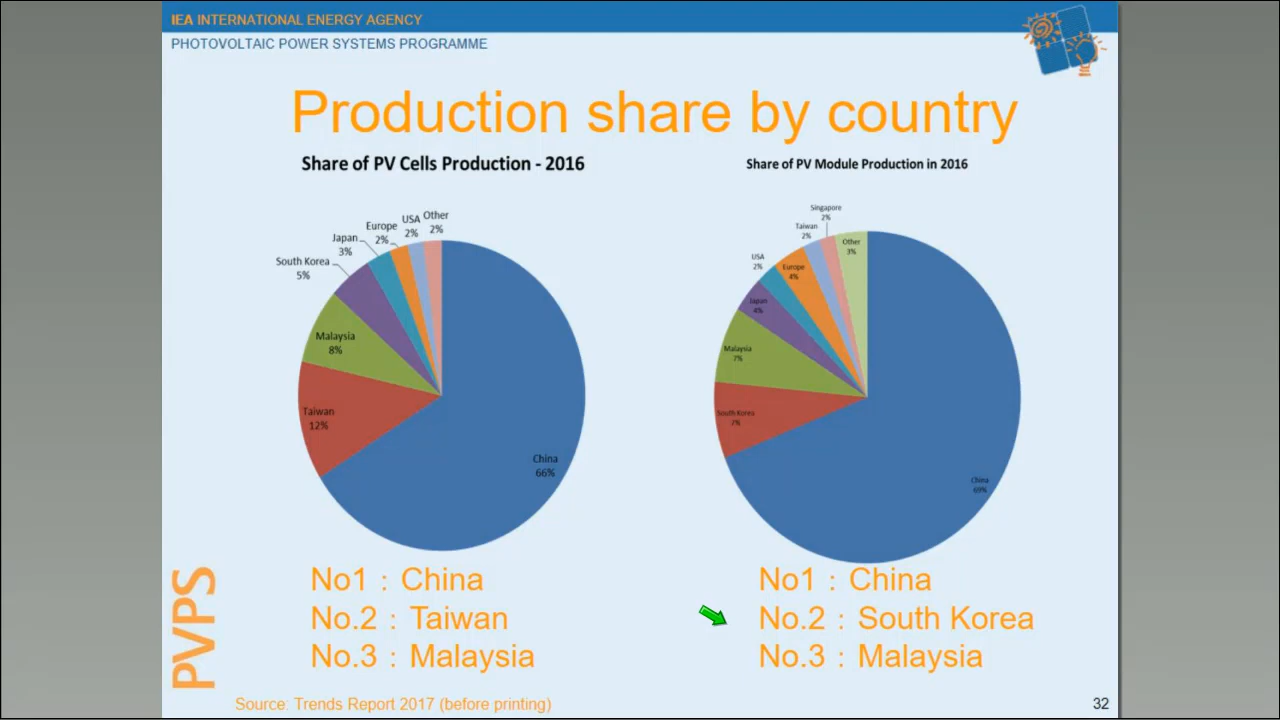 IEA INTERNATIONAL ENERGY AGENCY
PHOTOVOLTAIC POWER SYSTEMS PROGRAMME
Production share by country
Share of PV Cells Production - 2016
Other
2%
USA
2%
Europe
2%
Japan
3%
South Korea
5%
Malaysia
8%
Taiwan
12%
China
66%
Share of PV Module Production in 2016
Singapore
2%
Taiwan
2%
Other
3%
USA
2%
Europe
4%
Japan
4%
Malaysia
7%
South Korea
7%
China
69%
No1 : China
No.2 : Taiwan
No.3 : Malaysia
No1 : China
No.2 : South Korea
No.3 : Malaysia
PVPS
Source: Trends Report 2017 (before printing)
32